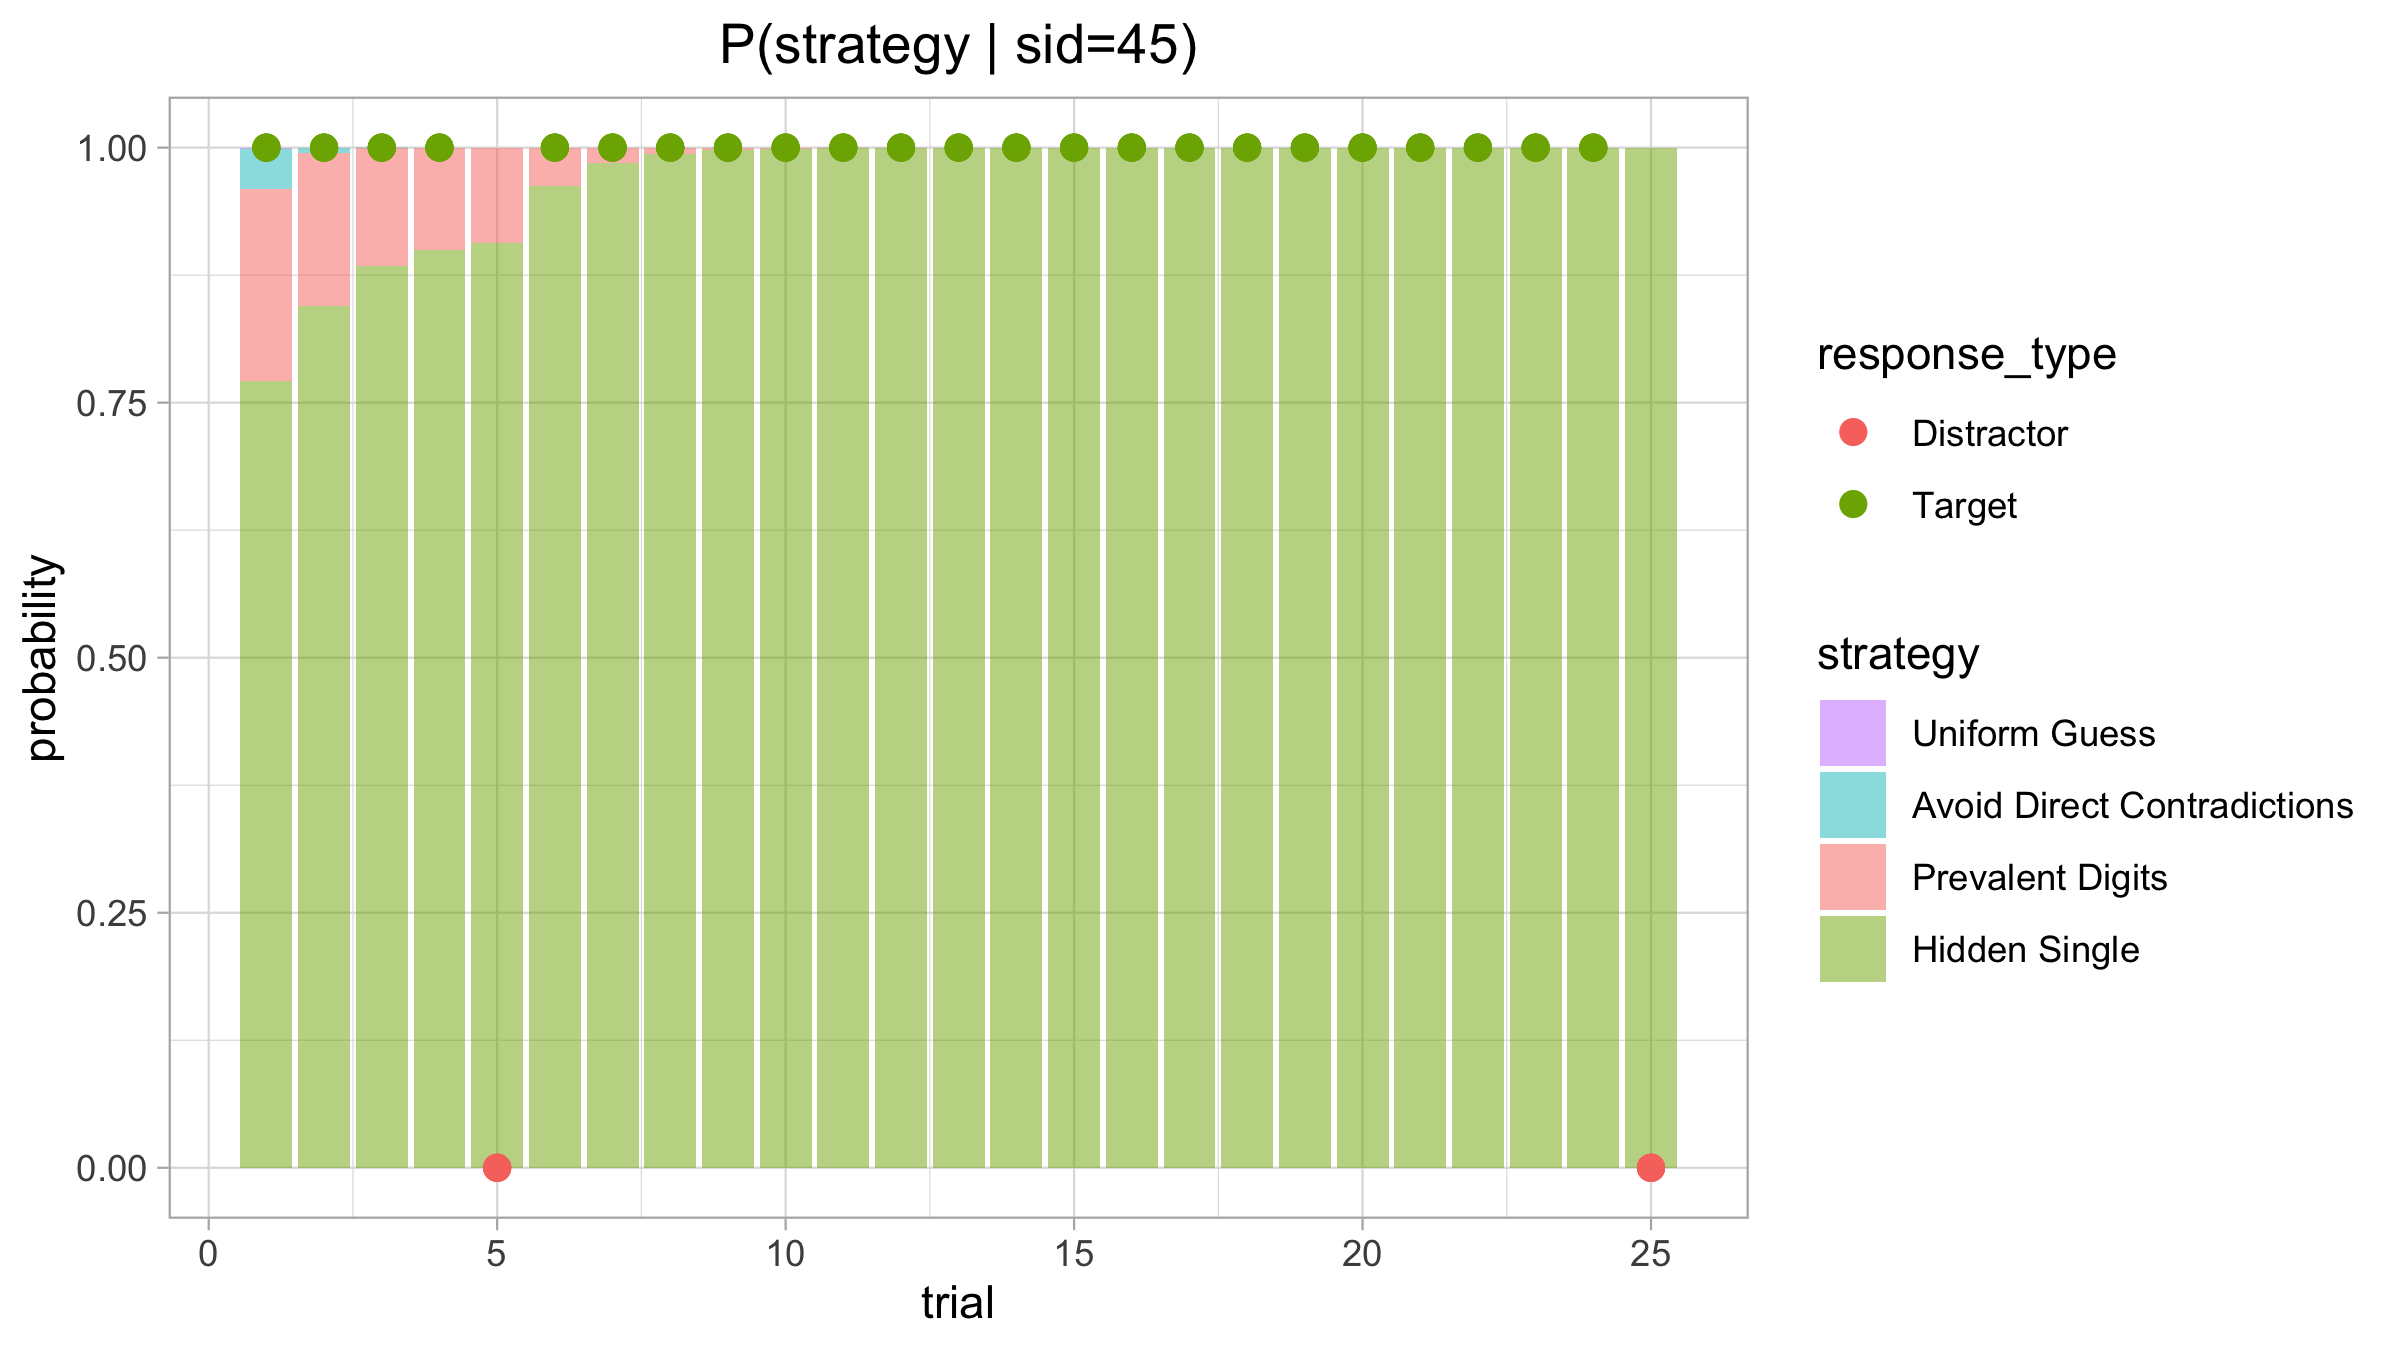 P(strategy | sid=45)
probability
1.00
0.75
0.50
0.25
0.00
0 5 10 15 20 25
trial
response_type
Distractor
Target
strategy
Uniform Guess
Avoid Direct Contradictions
Prevalent Digits
Hidden Single